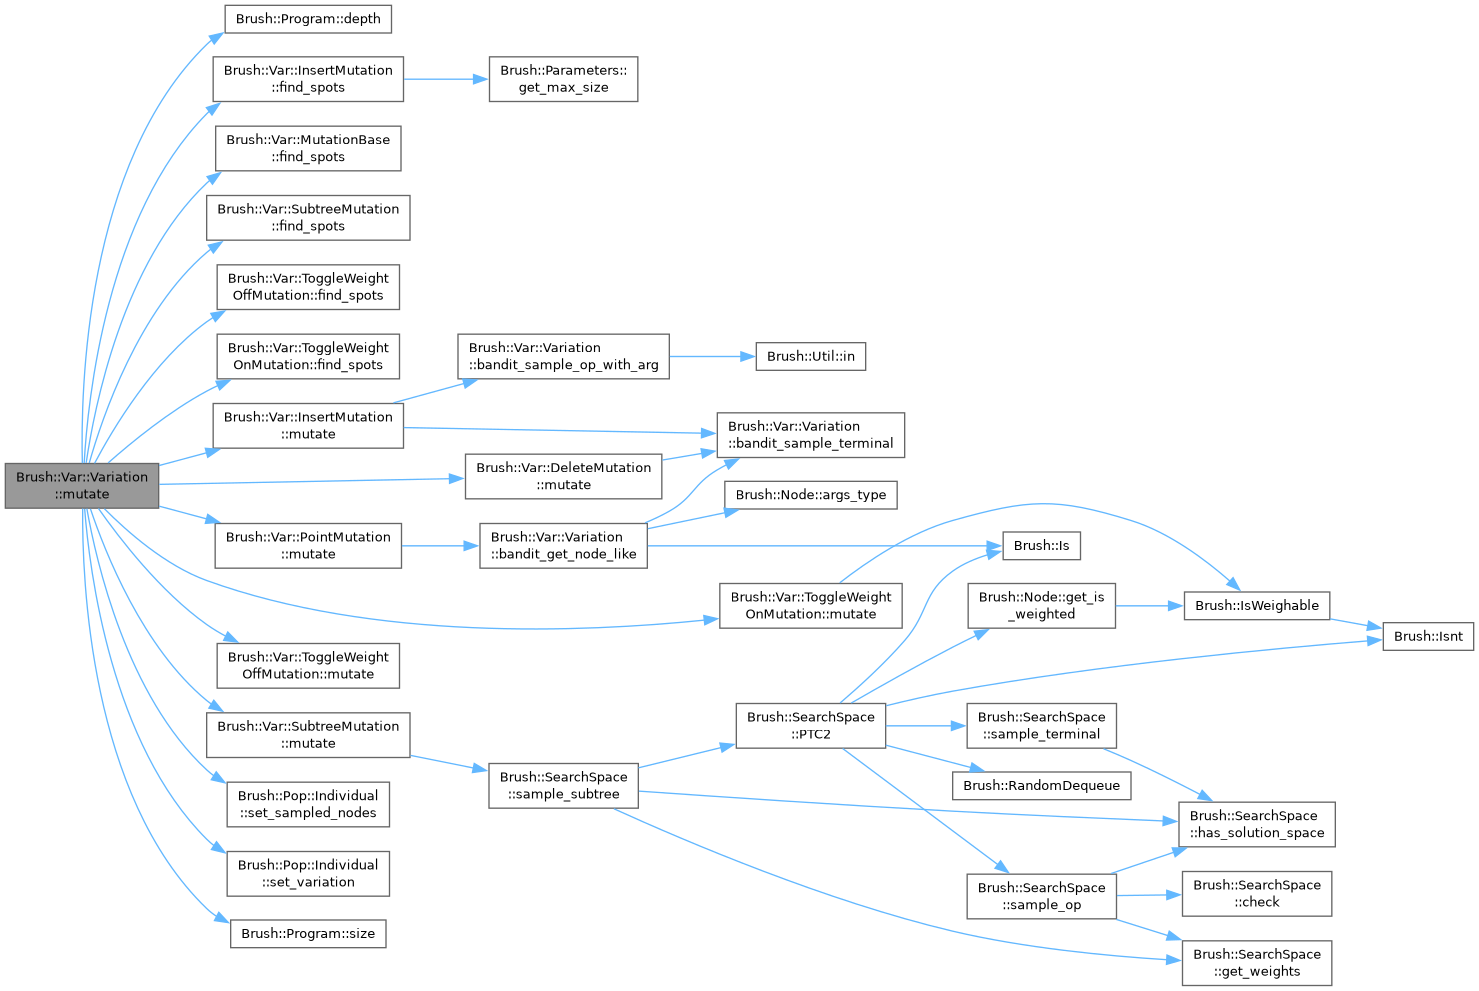 Brush::Program::depth
Brush::Var::InsertMutation
::find_spots
Brush::Parameters::
get_max_size
Brush::Var::MutationBase
::find_spots
Brush::Var::SubtreeMutation
::find_spots
Brush::Var::ToggleWeight
OffMutation::find_spots
Brush::Var::ToggleWeight
OnMutation::find_spots
Brush::Var::Variation
::bandit_sample_op_with_arg
Brush::Util::in
Brush::Var::InsertMutation
::mutate
Brush::Var::Variation
::bandit_sample_terminal
Brush::Var::Variation
::mutate
Brush::Var::DeleteMutation
::mutate
Brush::Node::args_type
Brush::Var::PointMutation
::mutate
Brush::Var::Variation
::bandit_get_node_like
Brush::Is
Brush::Var::ToggleWeight
OnMutation::mutate
Brush::Node::get_is
_weighted
Brush::IsWeighable
Brush::Isnt
Brush::Var::ToggleWeight
OffMutation::mutate
Brush::Var::SubtreeMutation
::mutate
Brush::SearchSpace
::PTC2
Brush::SearchSpace
::sample_terminal
Brush::SearchSpace
::sample_subtree
Brush::RandomDequeue
Brush::Pop::Individual
::set_sampled_nodes
Brush::SearchSpace
::has_solution_space
Brush::Pop::Individual
::set_variation
Brush::SearchSpace
::sample_op
Brush::SearchSpace
::check
Brush::Program::size
Brush::SearchSpace
::get_weights